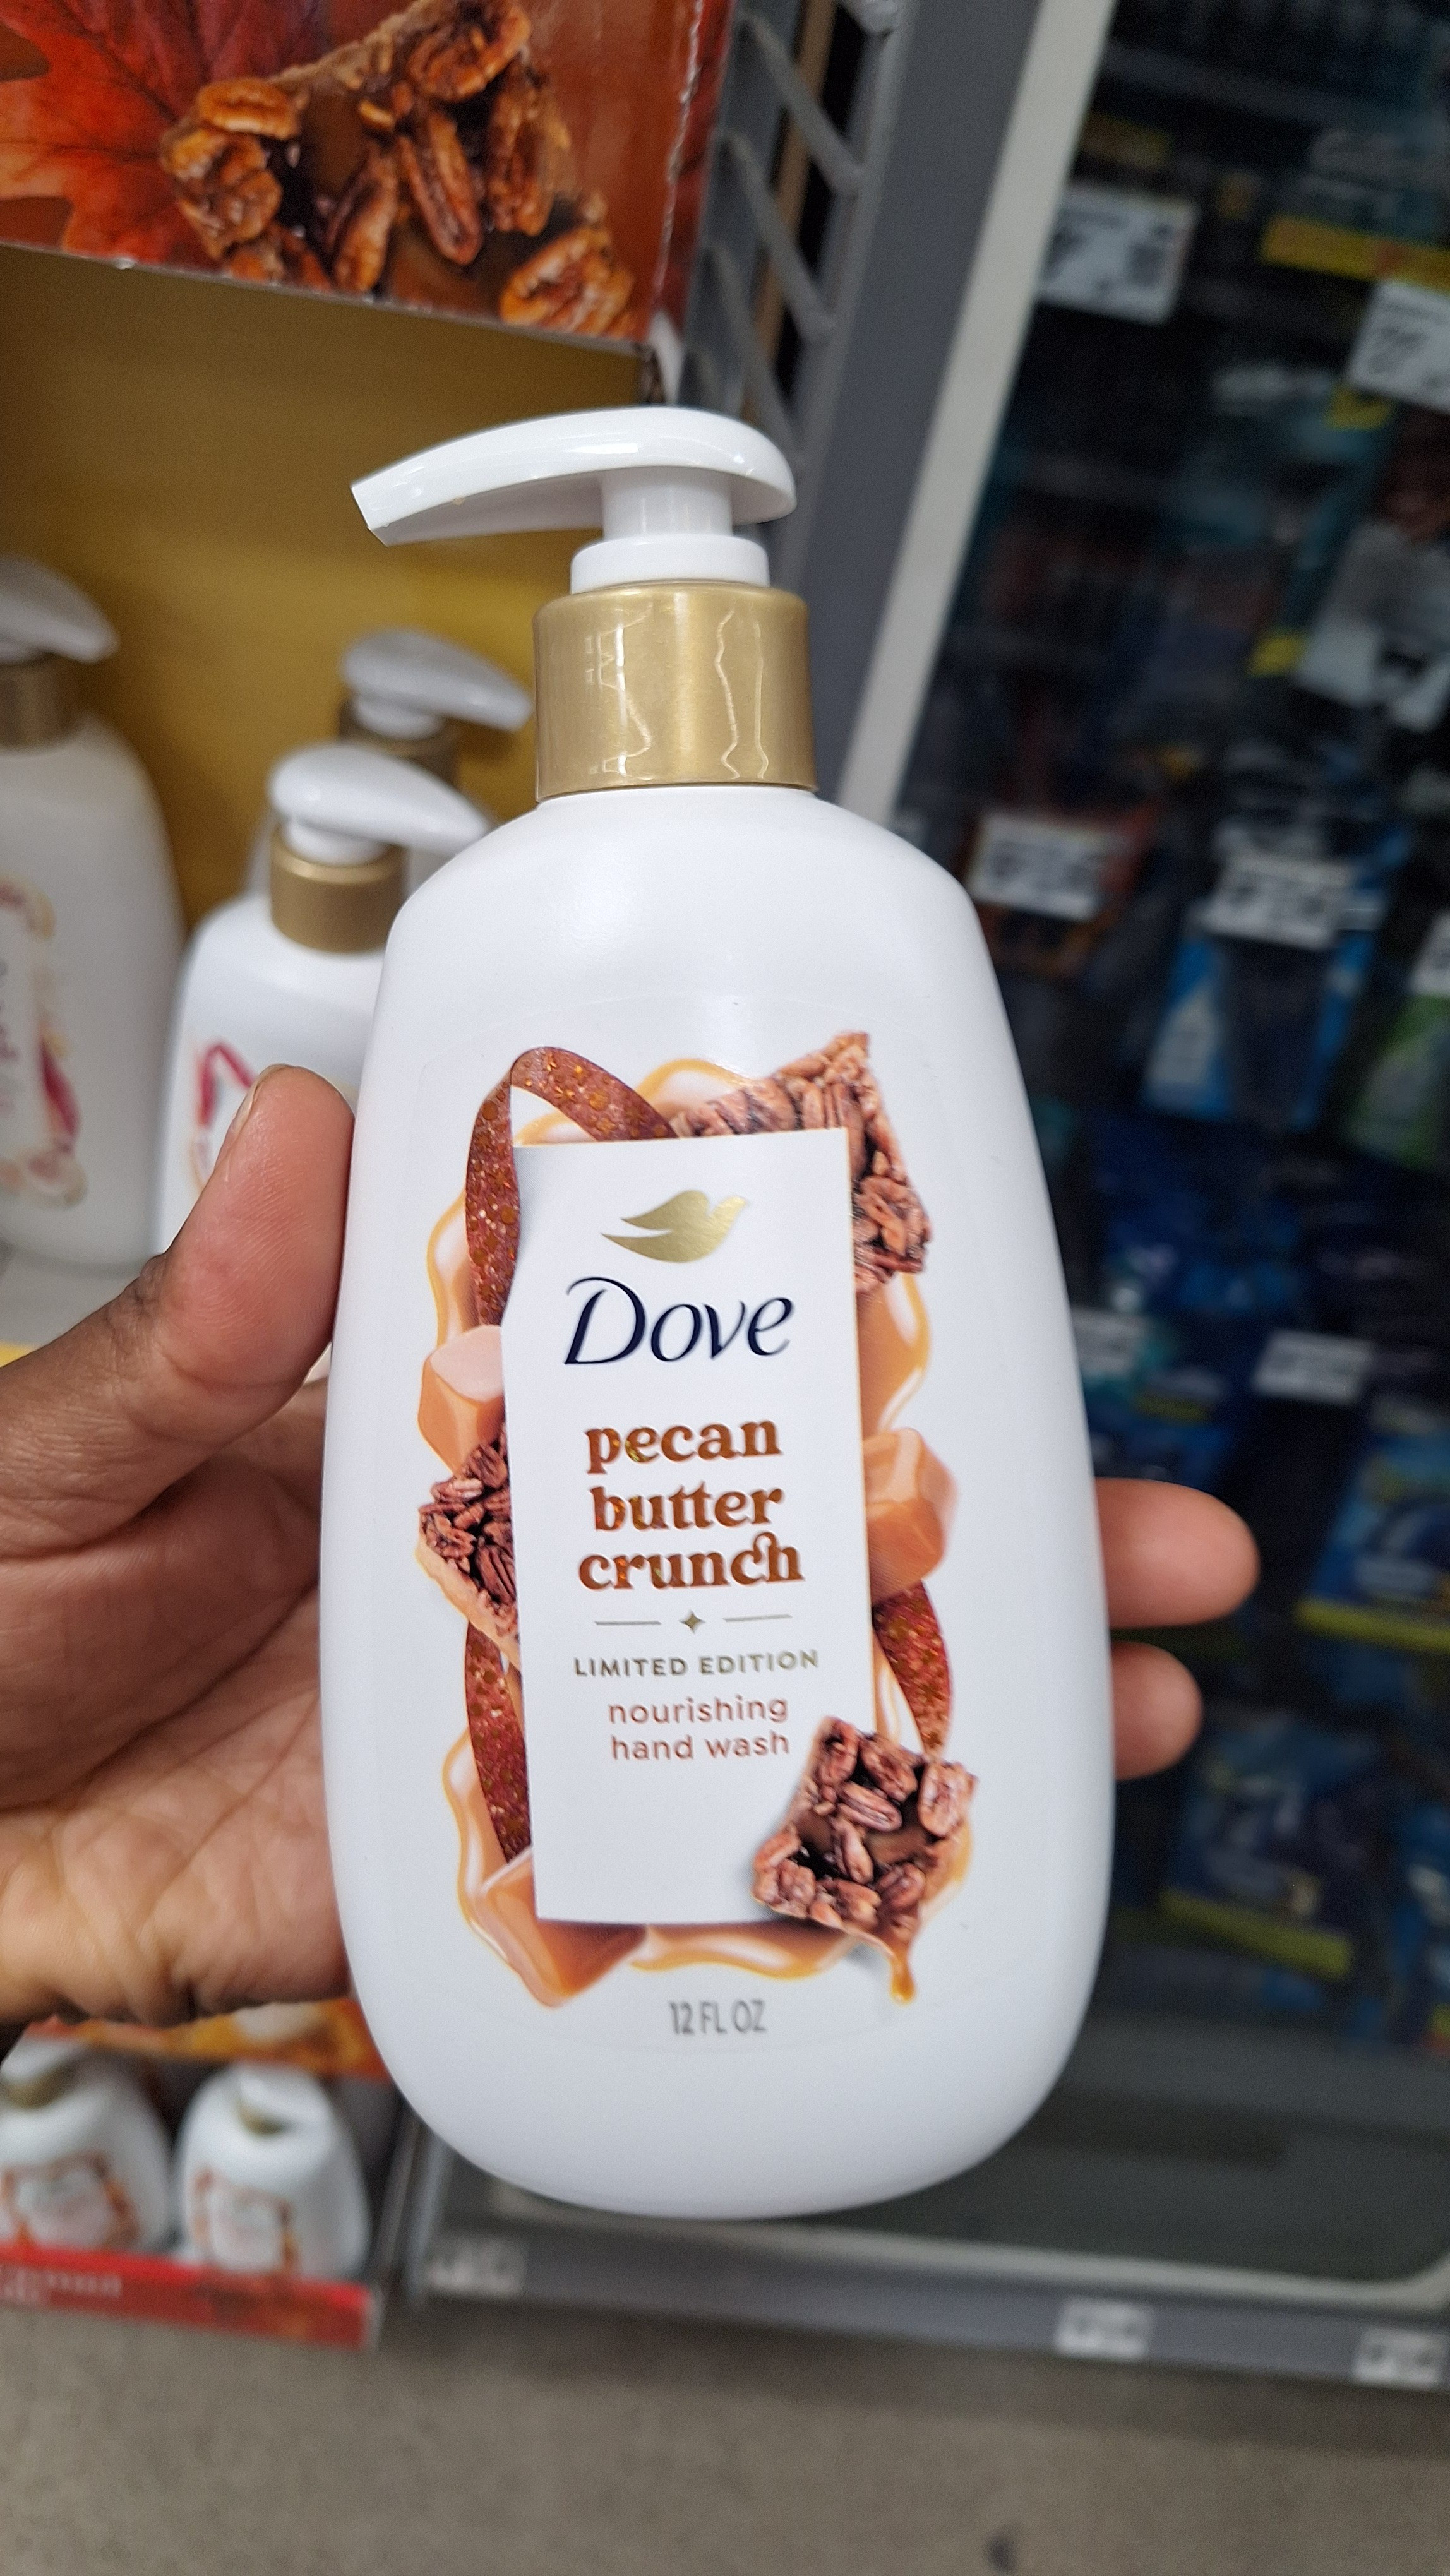 Dove
pecan
butter
crunch
LIMITED EDITION
nourishing
hand wash
12 FL OZ